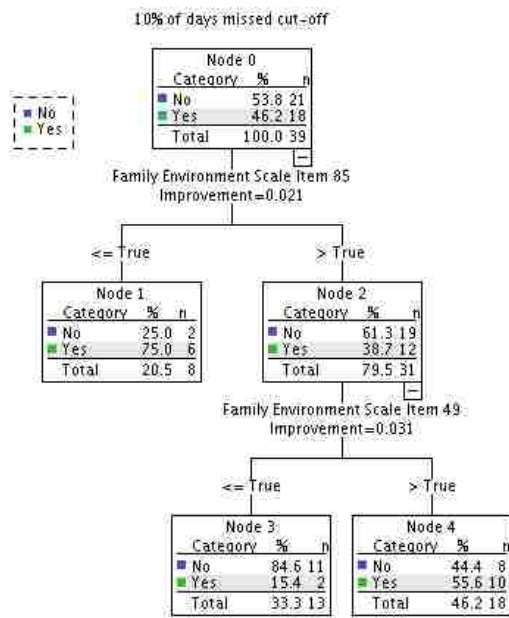 10% of days missed cut-off
No
Yes
Node 0
Category % n
No 53.8 21
Yes 46.2 18
Total 100.0 39
Family Environment Scale Item 85
Improvement=0.021
<= True
> True
Node 1
Category % n
No 25.0 2
Yes 75.0 6
Total 20.5 8
Node 2
Category % n
No 61.3 19
Yes 38.7 12
Total 79.5 31
Family Environment Scale Item 49
Improvement=0.031
<= True
> True
Node 3
Category % n
No 84.6 11
Yes 15.4 2
Total 33.3 13
Node 4
Category % n
No 44.4 8
Yes 55.6 10
Total 46.2 18